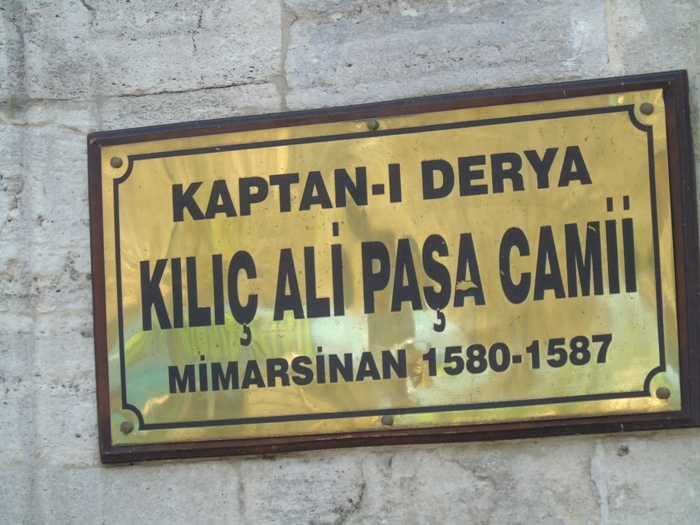 KAPTAN-I DERYA
KILIÇ ALİ PAŞA CAMİİ
MİMARSİNAN 1580-1587